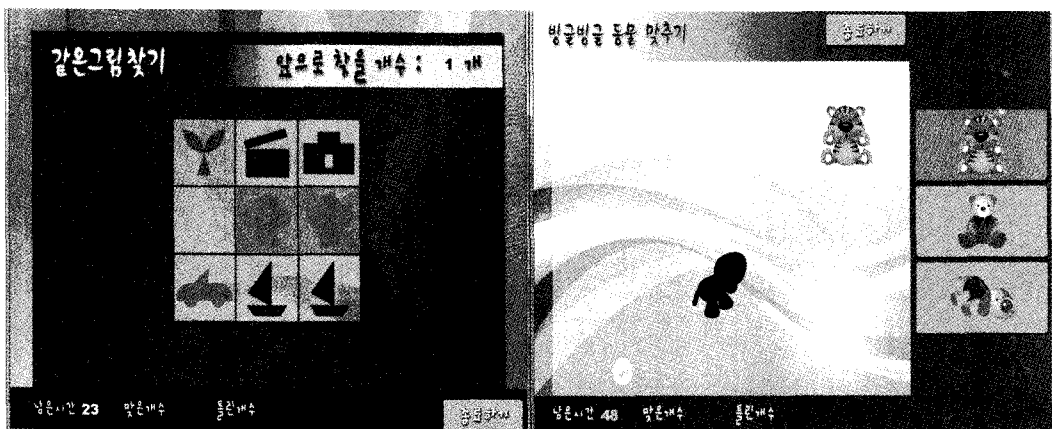 같은그림찾기
앞으로 찾을 개수 : 1 개
남은시간 23 맞은개수 틀린개수
종료하기
빙글빙글 동물 맞추기
종료하기
남은시간 48 맞은개수 틀린개수